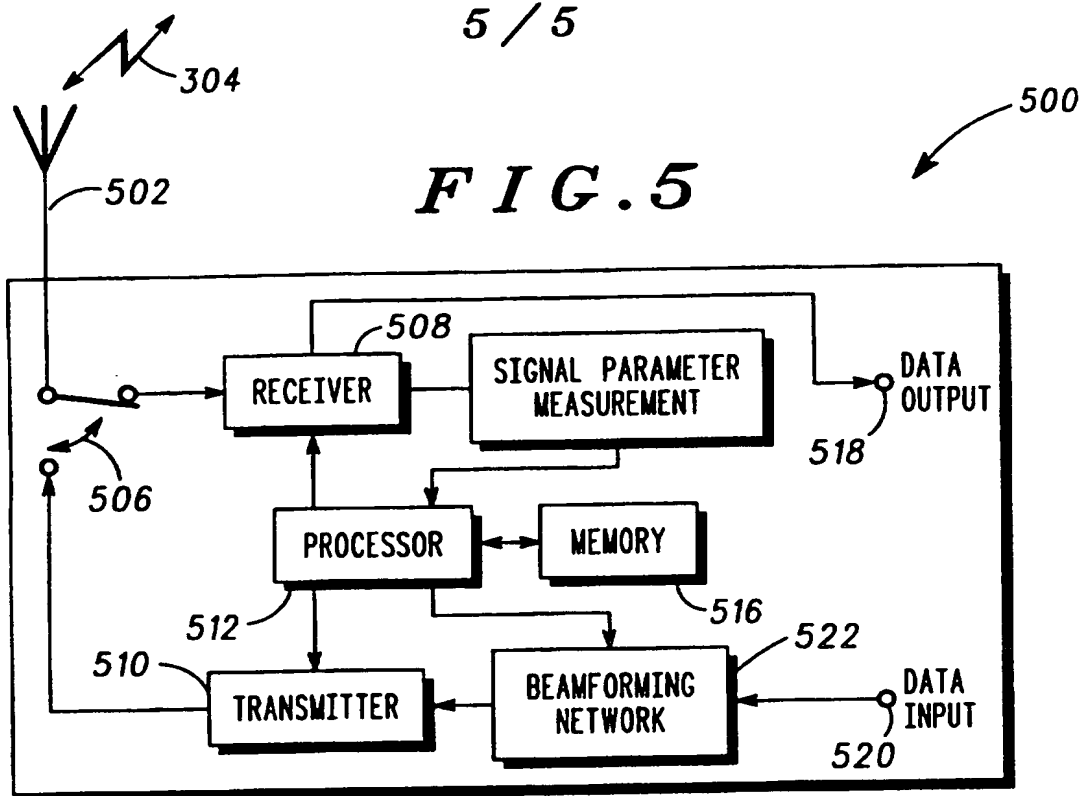 5/5
304
500
502
FIG.5
508
RECEIVER
SIGNAL PARAMETER
MEASUREMENT
DATA
OUTPUT
518
506
PROCESSOR
MEMORY
512
516
522
510
TRANSMITTER
BEAMFORMING
NETWORK
DATA
INPUT
520